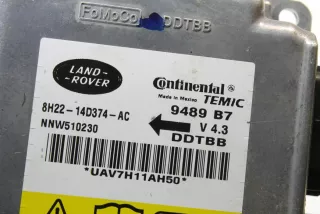 FoMoCo DDTBB
LAND-
ROVER
Continental
Made in Mexico TEMIC
8H22-14D374-AC 9489 B7
NNW510230 V 4.3
DDTBB
*UAV7H11AH50*